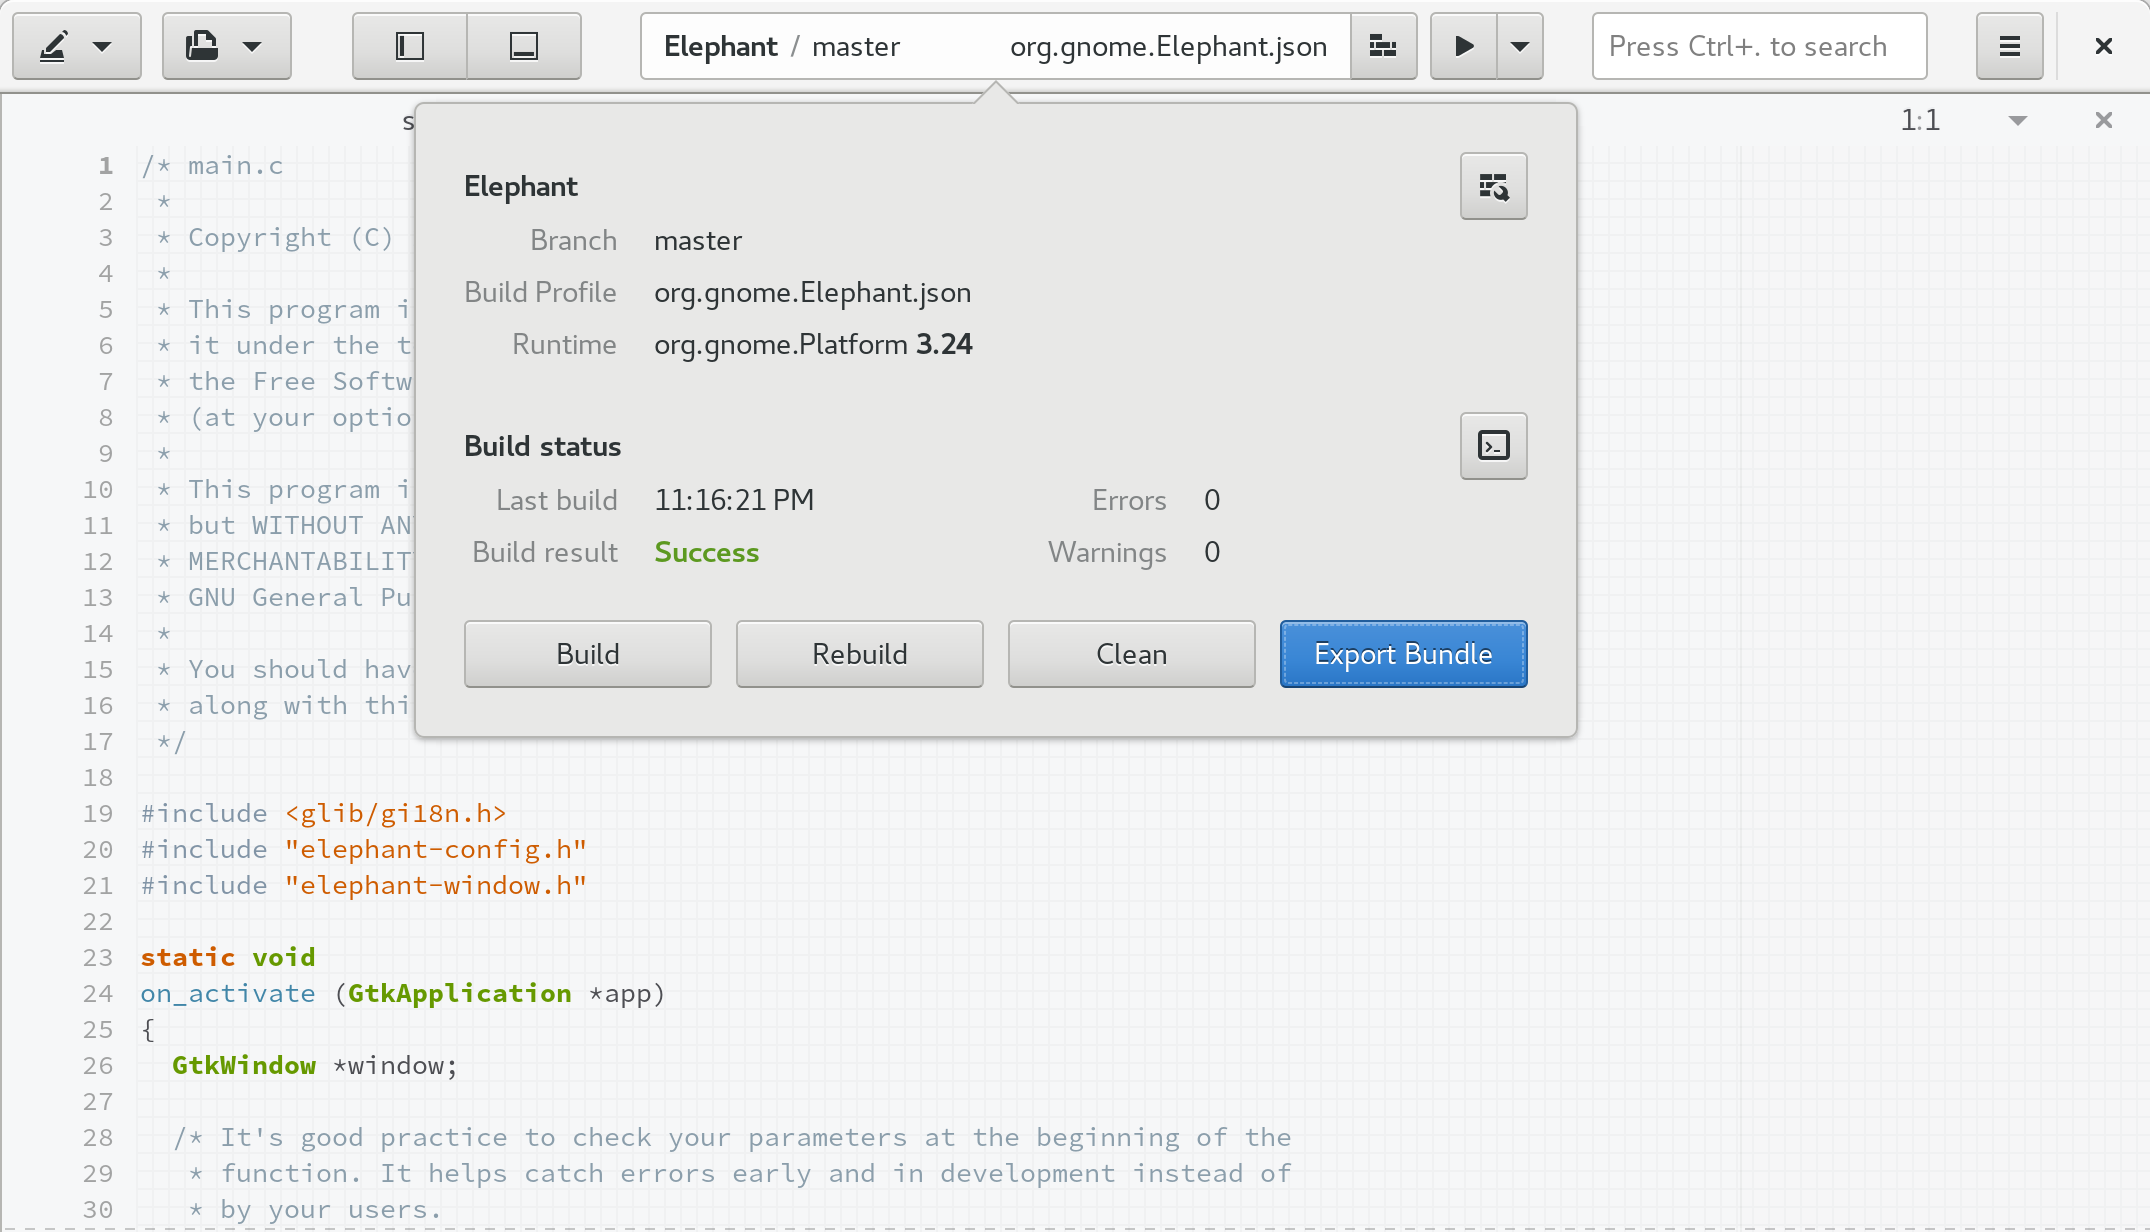 Elephant / master org.gnome.Elephant.json Press Ctrl+. to search
s 1:1
Elephant
Branch master
Build Profile org.gnome.Elephant.json
Runtime org.gnome.Platform 3.24
Build status
Last build 11:16:21 PM Errors 0
Build result Success Warnings 0
Build Rebuild Clean Export Bundle
1 /* main.c
2 *
3 * Copyright (C)
4 *
5 * This program i
6 * it under the t
7 * the Free Softw
8 * (at your optio
9 *
10 * This program i
11 * but WITHOUT AN
12 * MERCHANTABILIT
13 * GNU General Pu
14 *
15 * You should hav
16 * along with thi
17 */
18
19 #include <glib/gi18n.h>
20 #include "elephant-config.h"
21 #include "elephant-window.h"
22
23 static void
24 on_activate (GtkApplication *app)
25 {
26 GtkWindow *window;
27
28 /* It's good practice to check your parameters at the beginning of the
29 * function. It helps catch errors early and in development instead of
30 * by your users.